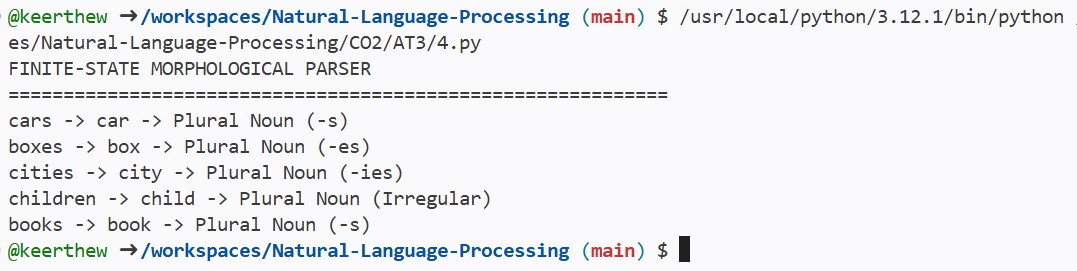 @keerthew ➜/workspaces/Natural-Language-Processing (main) $ /usr/local/python/3.12.1/bin/python
es/Natural-Language-Processing/CO2/AT3/4.py
FINITE-STATE MORPHOLOGICAL PARSER
============================================================
cars -> car -> Plural Noun (-s)
boxes -> box -> Plural Noun (-es)
cities -> city -> Plural Noun (-ies)
children -> child -> Plural Noun (Irregular)
books -> book -> Plural Noun (-s)
@keerthew ➜/workspaces/Natural-Language-Processing (main) $